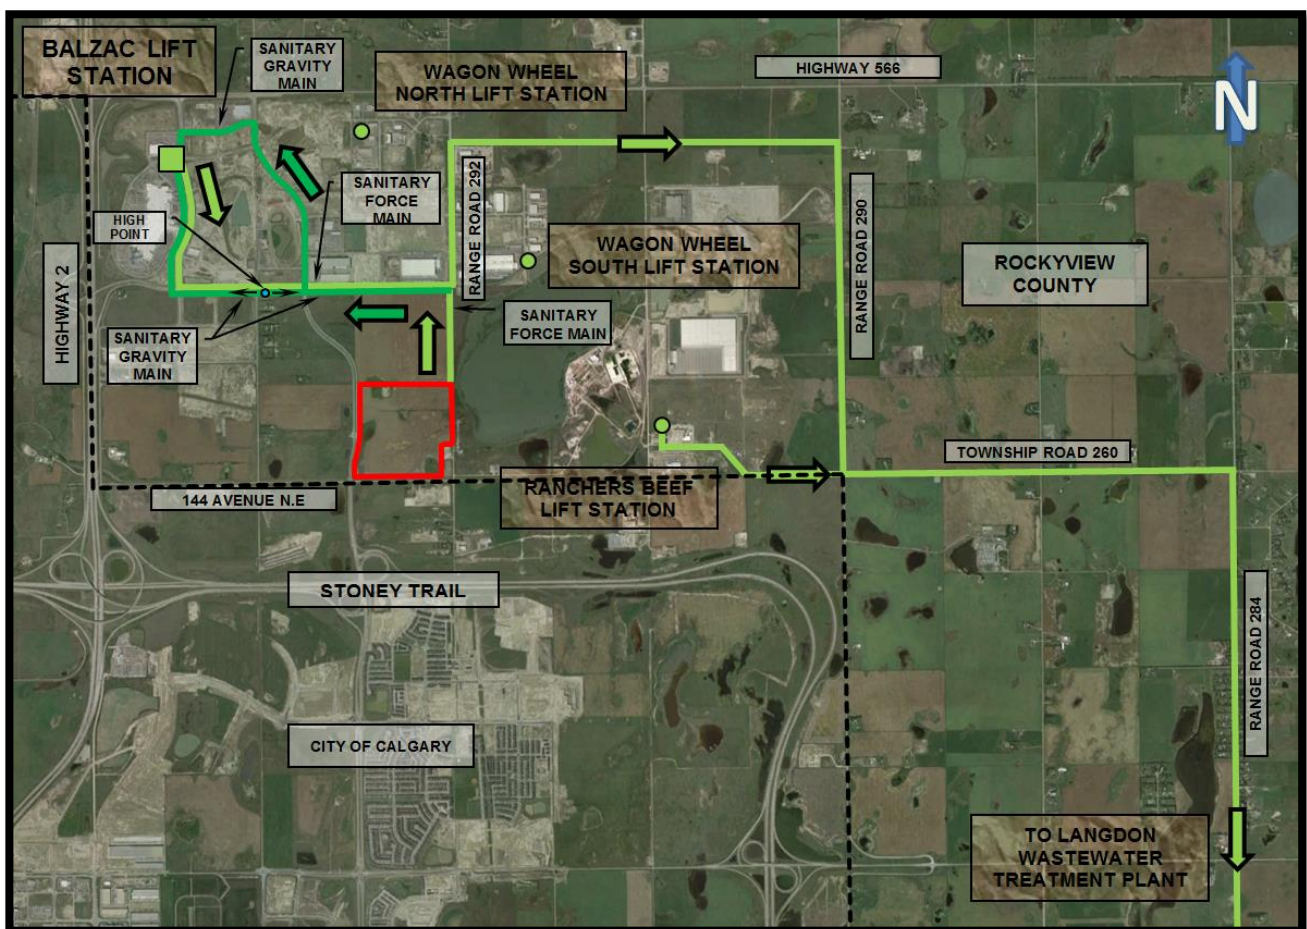 BALZAC LIFT
STATION
SANITARY
GRAVITY
MAIN
WAGON WHEEL
NORTH LIFT STATION
HIGHWAY 566
N
SANITARY
FORCE
MAIN
RANGE ROAD 292
HIGH
POINT
WAGON WHEEL
SOUTH LIFT STATION
RANGE ROAD 290
ROCKYVIEW
COUNTY
HIGHWAY 2
SANITARY
GRAVITY
MAIN
SANITARY
FORCE MAIN
TOWNSHIP ROAD 260
144 AVENUE N.E
RANCHERS BEEF
LIFT STATION
STONEY TRAIL
RANGE ROAD 284
CITY OF CALGARY
TO LANGDON
WASTEWATER
TREATMENT PLANT